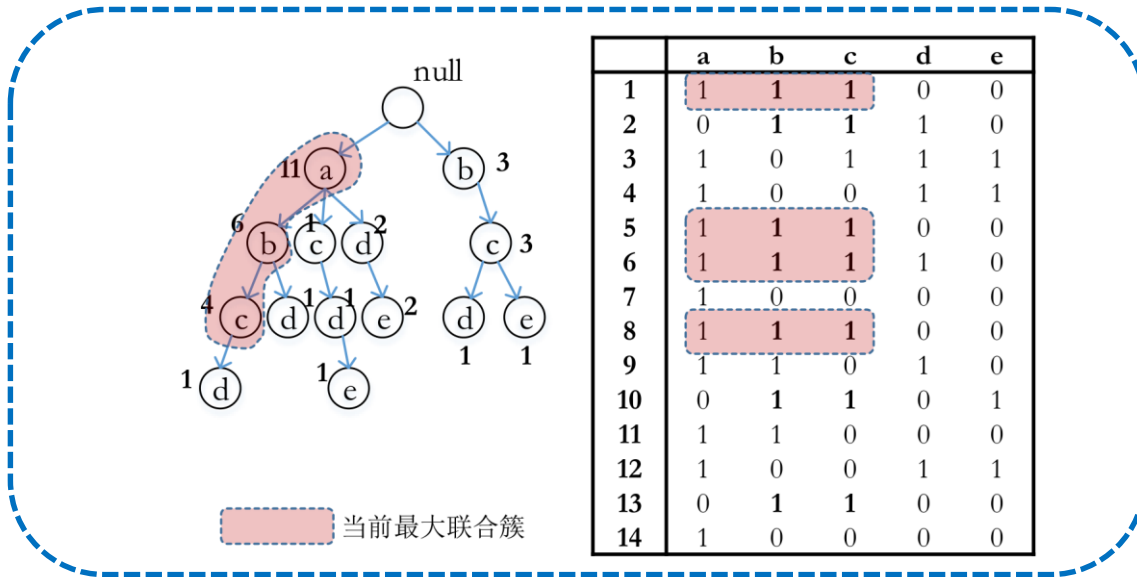 null
11 a b 3
6 b 1 c d 2 c 3
4 c d 1 d 1 e 2 d e
1 1
1 d 1 e
当前最大联合簇
a b c d e
1 1 1 1 0 0
2 0 1 1 1 0
3 1 0 1 1 1
4 1 0 0 1 1
5 1 1 1 0 0
6 1 1 1 1 0
7 1 0 0 0 0
8 1 1 1 0 0
9 1 1 0 1 0
10 0 1 1 0 1
11 1 1 0 0 0
12 1 0 0 1 1
13 0 1 1 0 0
14 1 0 0 0 0